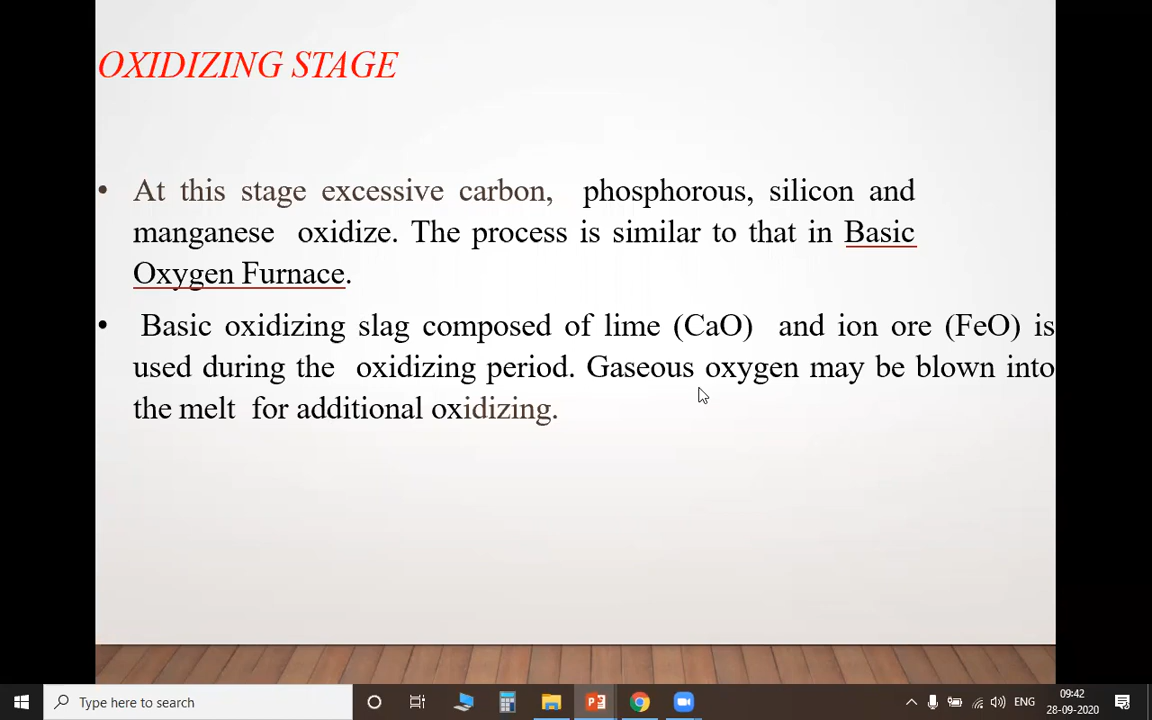 OXIDIZING STAGE
• At this stage excessive carbon, phosphorous, silicon and
manganese oxidize. The process is similar to that in Basic
Oxygen Furnace.
• Basic oxidizing slag composed of lime (CaO) and ion ore (FeO) is
used during the oxidizing period. Gaseous oxygen may be blown into
the melt for additional oxidizing.
Type here to search
ENG
09:42
28-09-2020